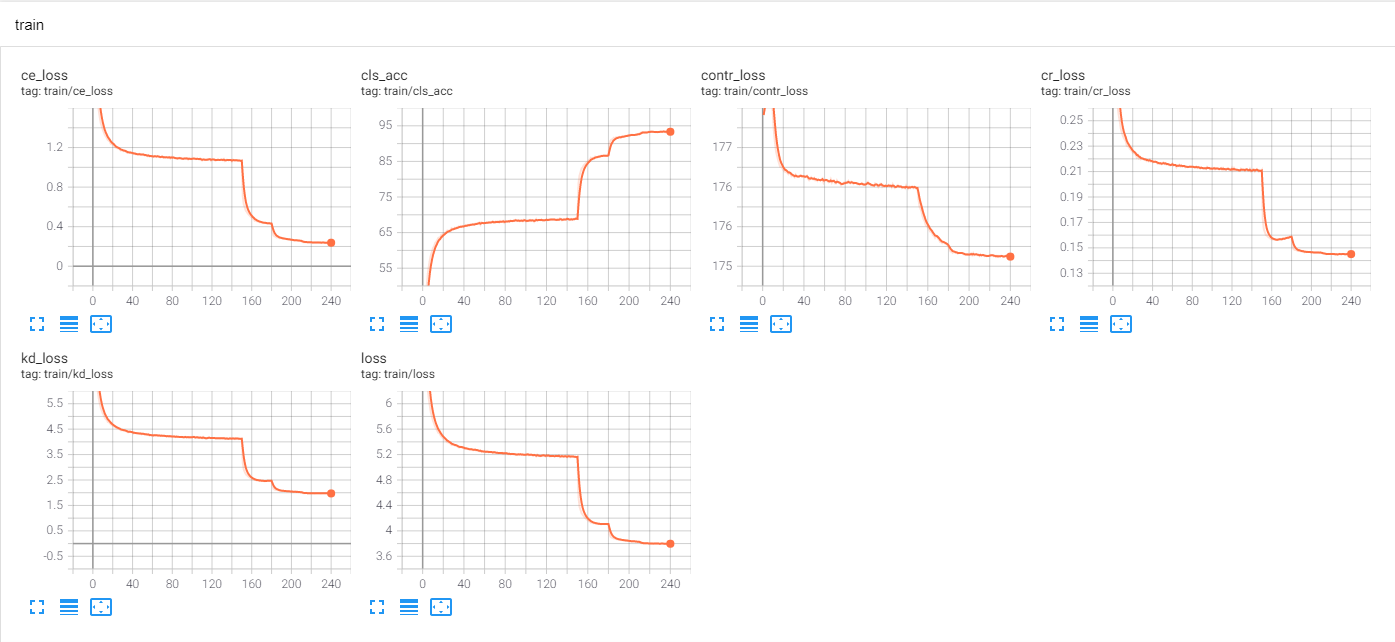 train
ce_loss
tag: train/ce_loss
1.2
0.8
0.4
0
0 40 80 120 160 200 240
cls_acc
tag: train/cls_acc
95
85
75
65
55
0 40 80 120 160 200 240
contr_loss
tag: train/contr_loss
177
176
176
175
0 40 80 120 160 200 240
cr_loss
tag: train/cr_loss
0.25
0.23
0.21
0.19
0.17
0.15
0.13
0 40 80 120 160 200 240
kd_loss
tag: train/kd_loss
5.5
4.5
3.5
2.5
1.5
0.5
-0.5
0 40 80 120 160 200 240
loss
tag: train/loss
6
5.6
5.2
4.8
4.4
4
3.6
0 40 80 120 160 200 240